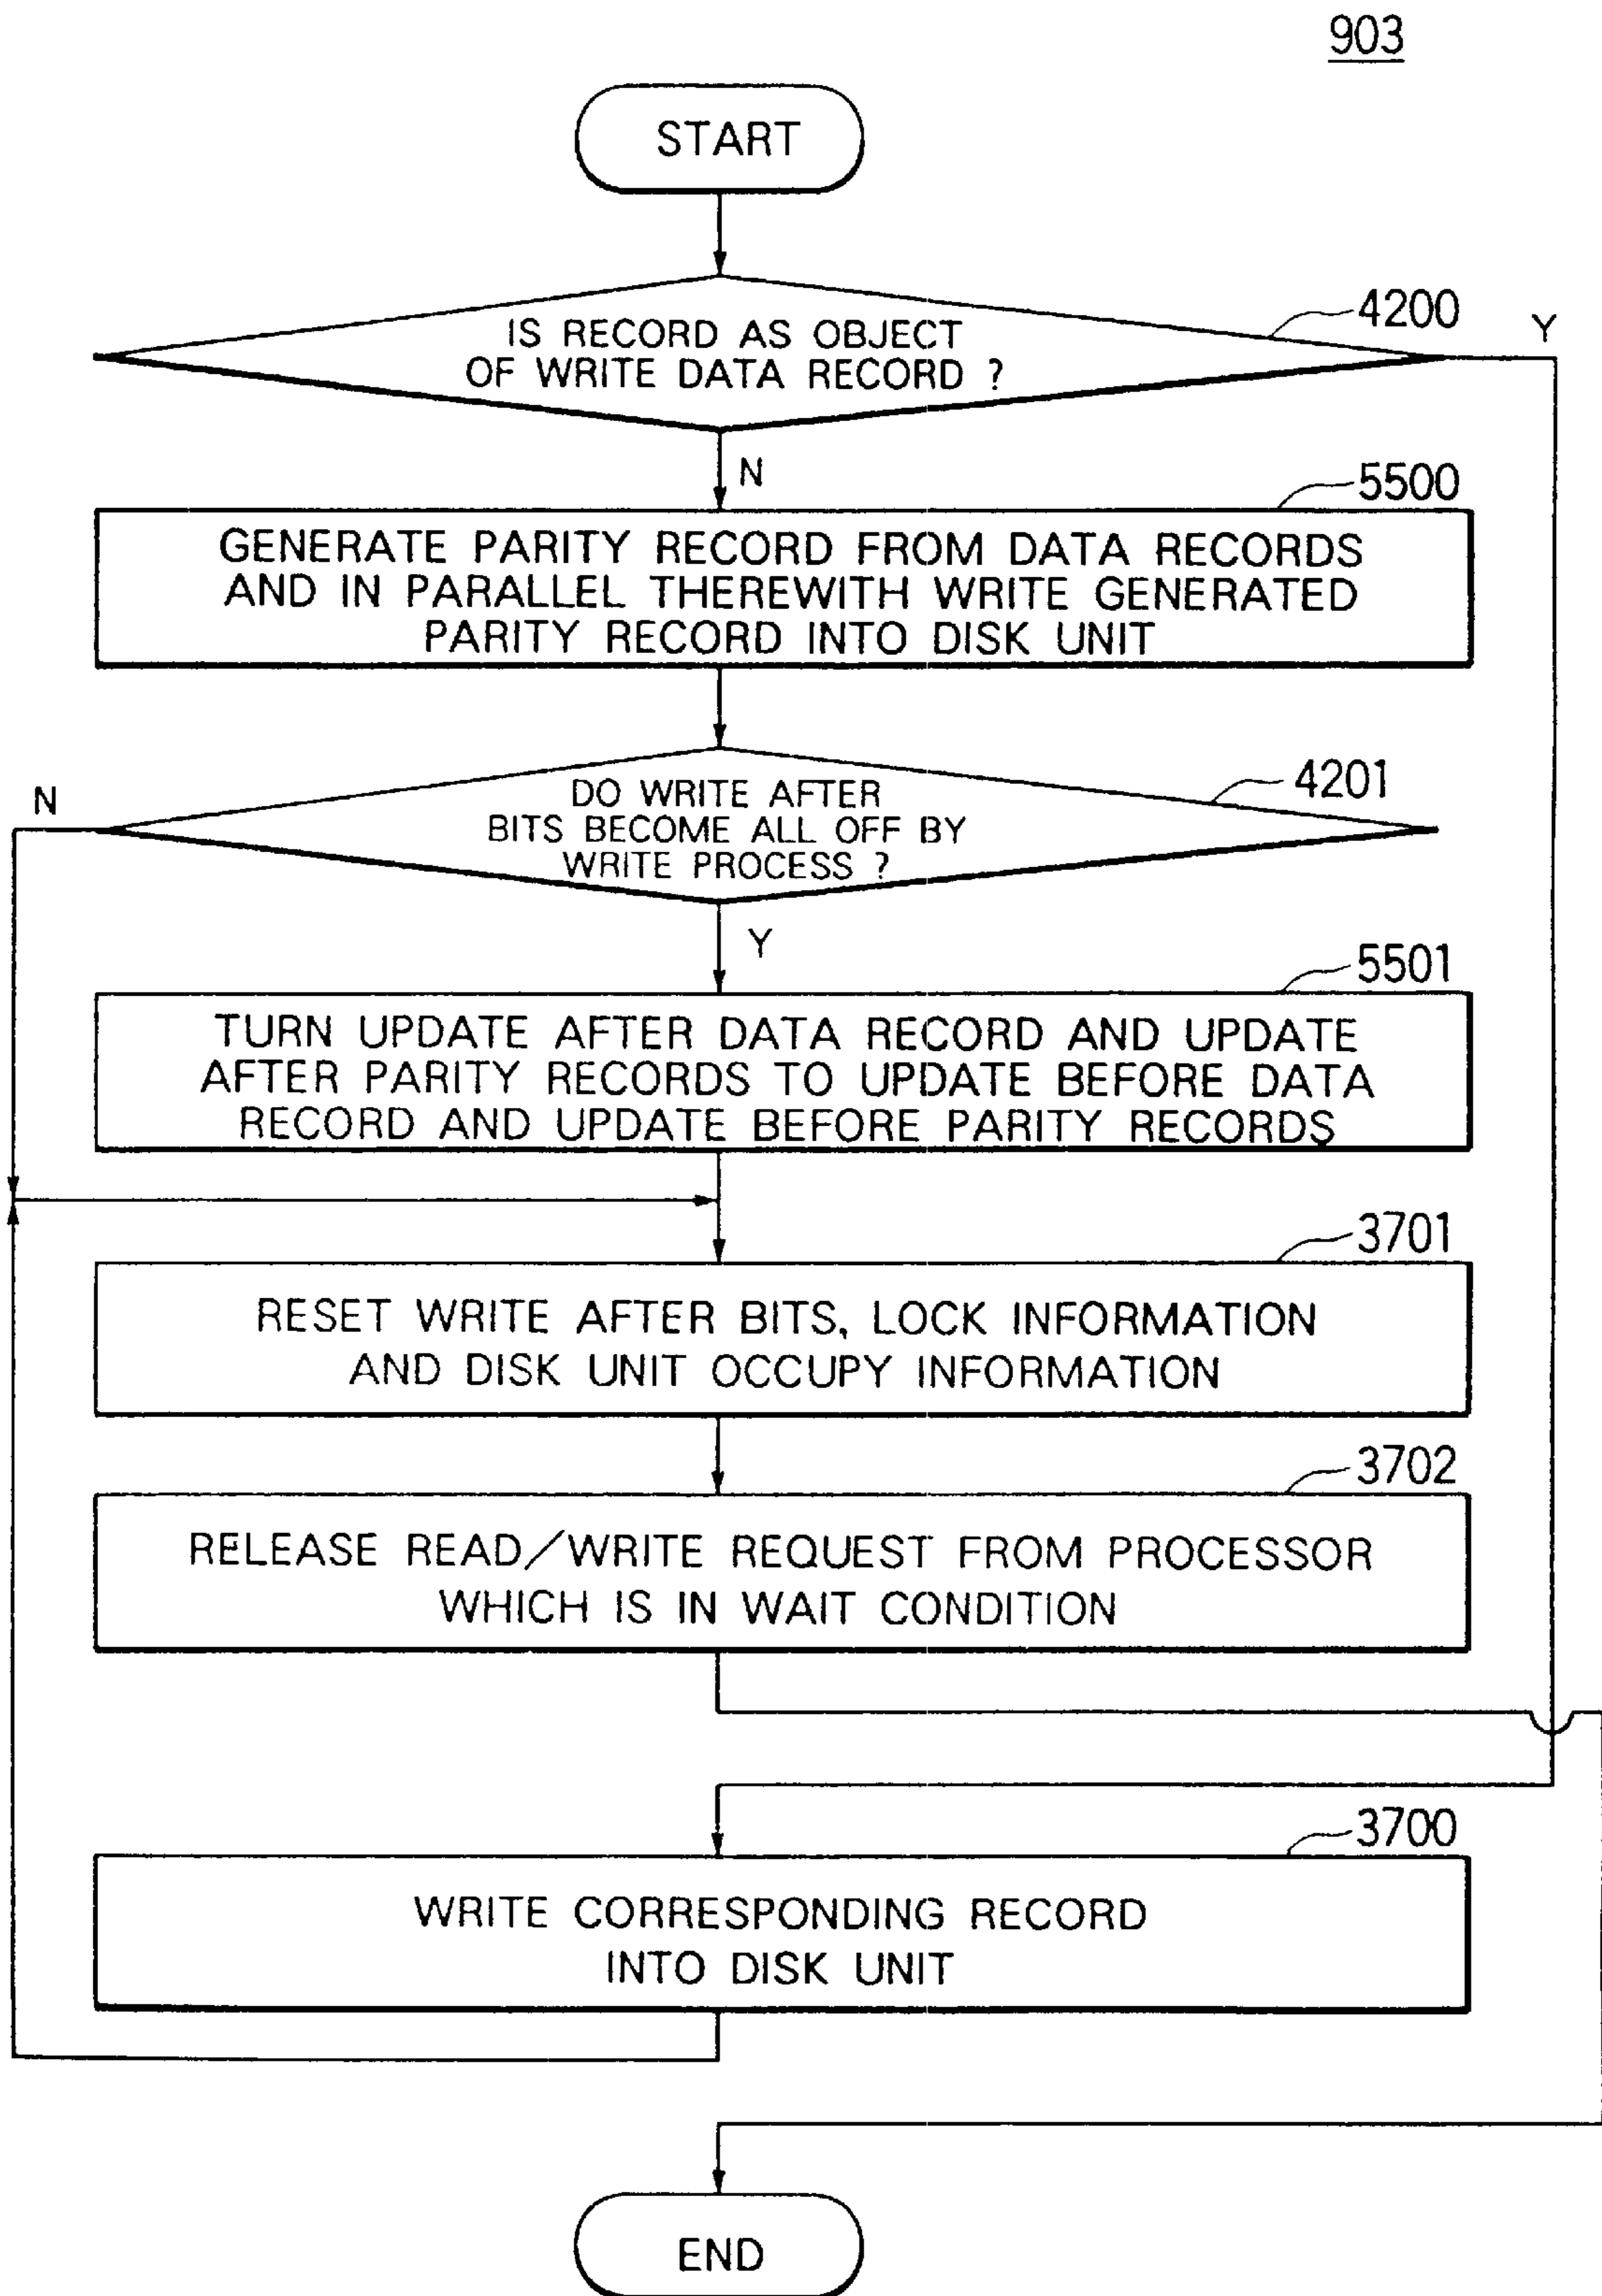 903
START
IS RECORD AS OBJECT
OF WRITE DATA RECORD ?
4200
Y
N
5500
GENERATE PARITY RECORD FROM DATA RECORDS
AND IN PARALLEL THEREWITH WRITE GENERATED
PARITY RECORD INTO DISK UNIT
N
DO WRITE AFTER
BITS BECOME ALL OFF BY
WRITE PROCESS ?
4201
Y
5501
TURN UPDATE AFTER DATA RECORD AND UPDATE
AFTER PARITY RECORDS TO UPDATE BEFORE DATA
RECORD AND UPDATE BEFORE PARITY RECORDS
3701
RESET WRITE AFTER BITS, LOCK INFORMATION
AND DISK UNIT OCCUPY INFORMATION
3702
RELEASE READ/WRITE REQUEST FROM PROCESSOR
WHICH IS IN WAIT CONDITION
3700
WRITE CORRESPONDING RECORD
INTO DISK UNIT
END